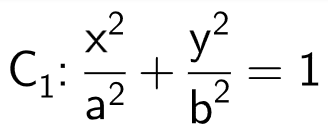 C₁: x²/a² + y²/b² = 1